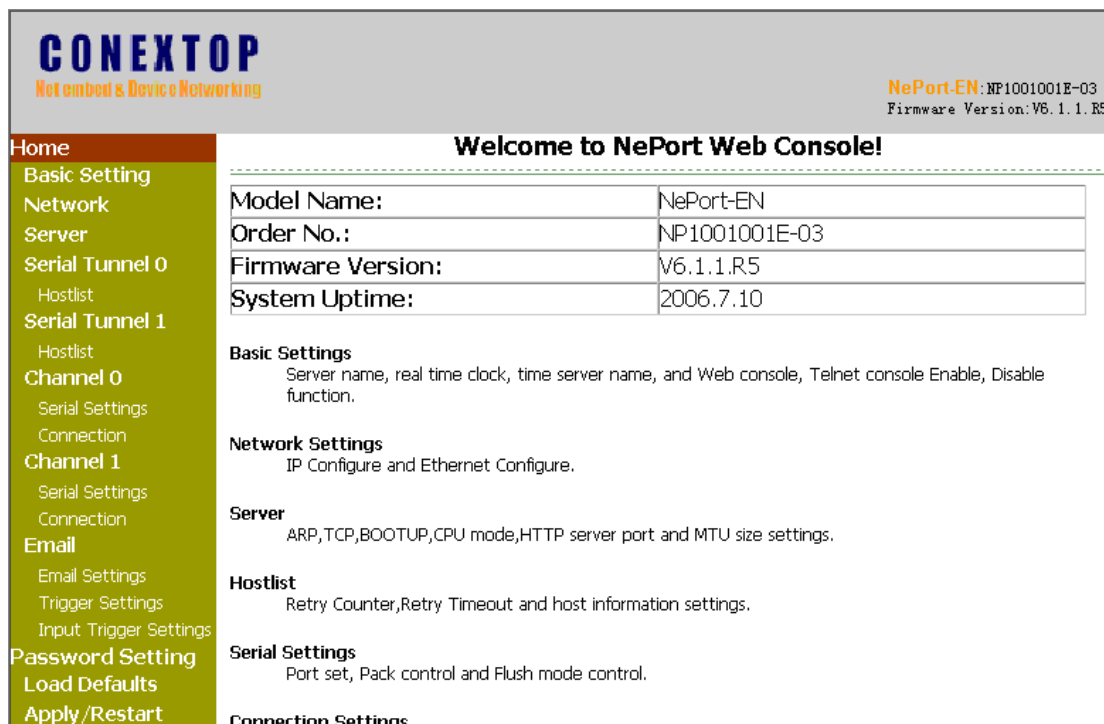 CONEXTOP
Net embed & Device Networking
NePort-EN:NP1001001E-03
Firmware Version:V6.1.1.R5
Home
Basic Setting
Network
Server
Serial Tunnel 0
Hostlist
Serial Tunnel 1
Hostlist
Channel 0
Serial Settings
Connection
Channel 1
Serial Settings
Connection
Email
Email Settings
Trigger Settings
Input Trigger Settings
Password Setting
Load Defaults
Apply/Restart
Welcome to NePort Web Console!
Model Name: NePort-EN
Order No.: NP1001001E-03
Firmware Version: V6.1.1.R5
System Uptime: 2006.7.10
Basic Settings
Server name, real time clock, time server name, and Web console, Telnet console Enable, Disable
function.
Network Settings
IP Configure and Ethernet Configure.
Server
ARP,TCP,BOOTUP,CPU mode,HTTP server port and MTU size settings.
Hostlist
Retry Counter,Retry Timeout and host information settings.
Serial Settings
Port set, Pack control and Flush mode control.
Connection Settings